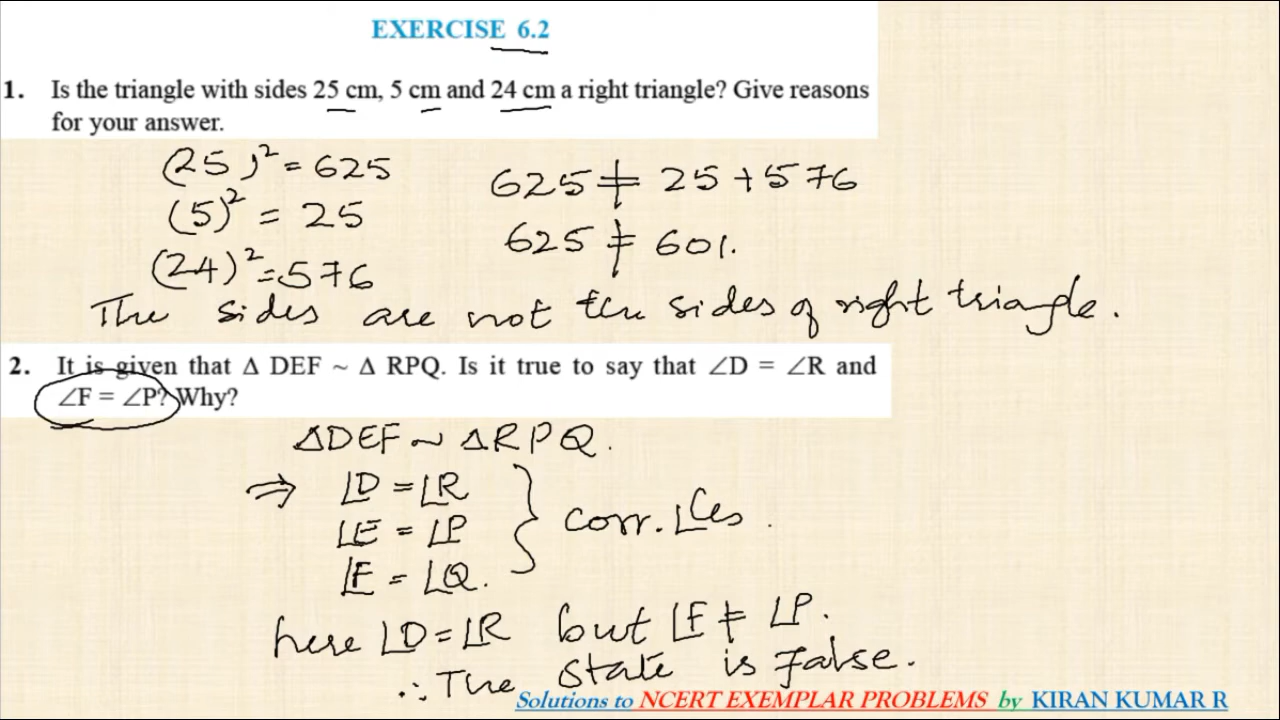 EXERCISE 6.2
1. Is the triangle with sides 25 cm, 5 cm and 24 cm a right triangle? Give reasons
for your answer.
(25)² = 625
625 ≠ 25 + 576
(5)² = 25
625 ≠ 601.
(24)² = 576
The sides are not the sides of right triangle.
2. It is given that Δ DEF ~ Δ RPQ. Is it true to say that ∠D = ∠R and
∠F = ∠P? Why?
ΔDEF ~ ΔRPQ.
⇒ ∠D = ∠R
∠E = ∠P
corr. ∠Ces.
∠F = ∠Q.
here ∠D = ∠R but ∠F ≠ ∠P.
∴ The state is False.
Solutions to NCERT EXEMPLAR PROBLEMS by KIRAN KUMAR R